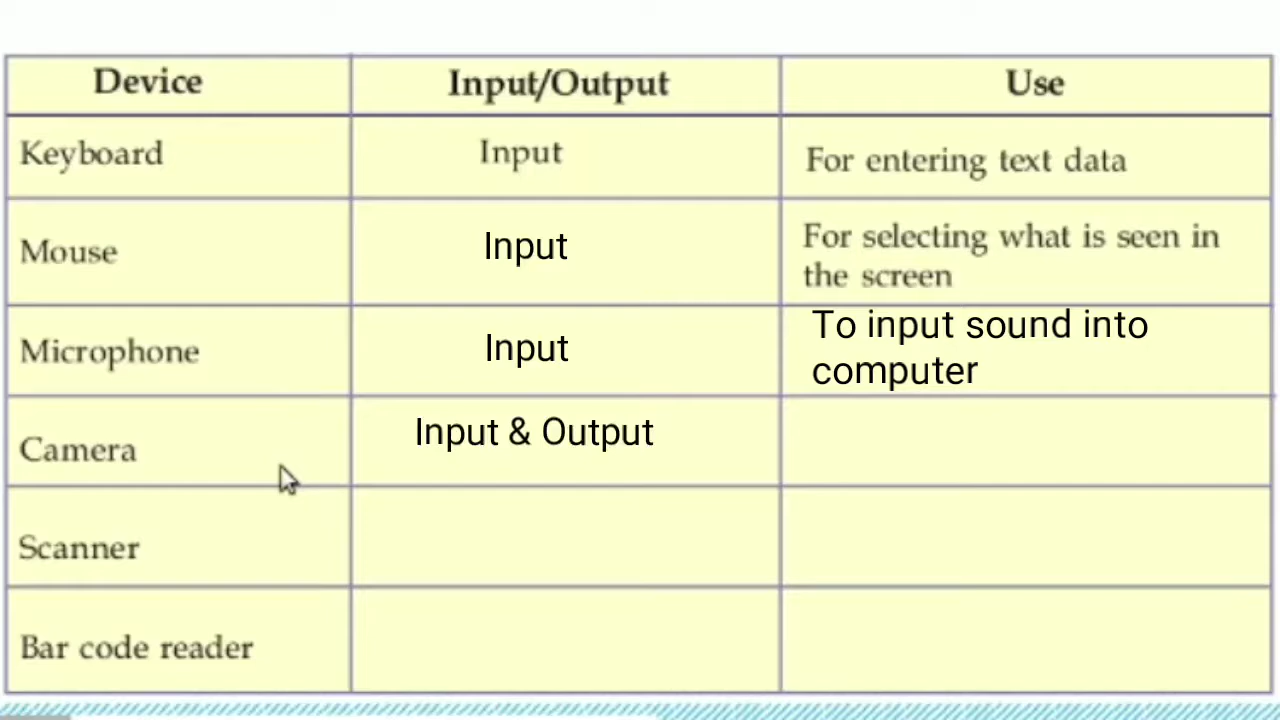 Device Input/Output Use
Keyboard Input For entering text data
Mouse Input For selecting what is seen in
the screen
Microphone Input To input sound into
computer
Camera Input & Output
Scanner
Bar code reader